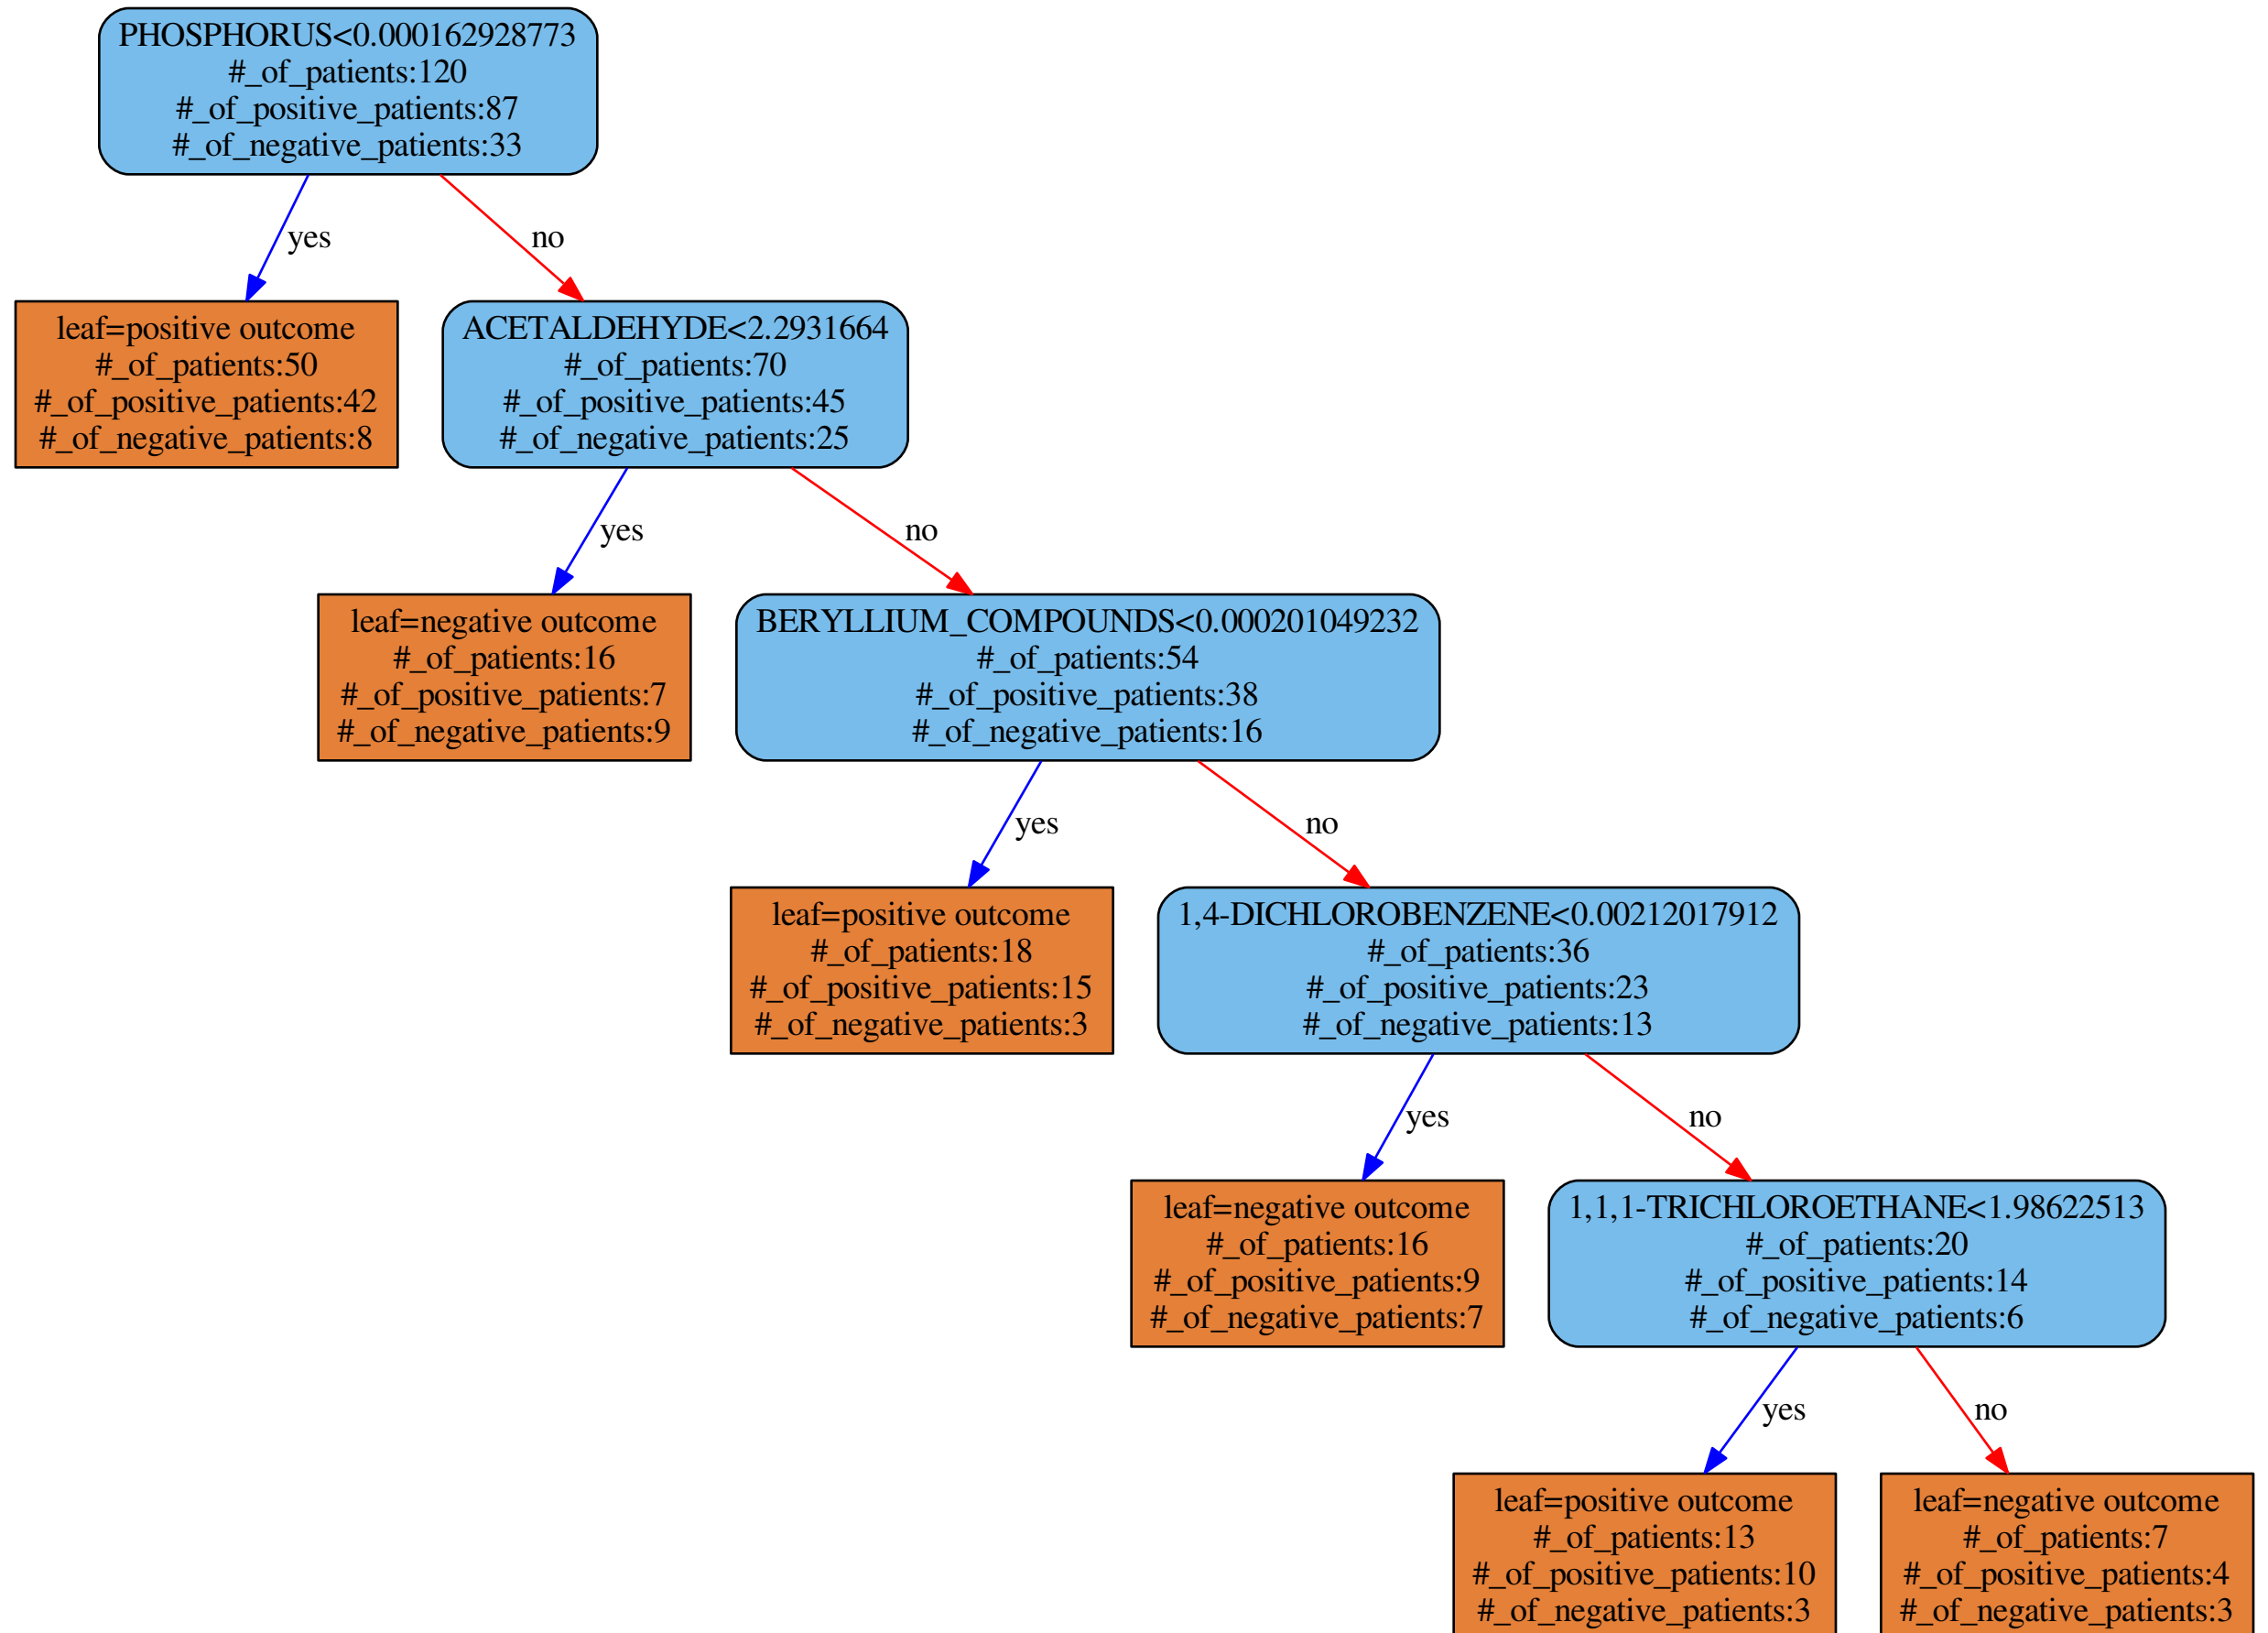 PHOSPHORUS<0.000162928773
#_of_patients:120
#_of_positive_patients:87
#_of_negative_patients:33
yes
no
leaf=positive outcome
#_of_patients:50
#_of_positive_patients:42
#_of_negative_patients:8
ACETALDEHYDE<2.2931664
#_of_patients:70
#_of_positive_patients:45
#_of_negative_patients:25
yes
no
leaf=negative outcome
#_of_patients:16
#_of_positive_patients:7
#_of_negative_patients:9
BERYLLIUM_COMPOUNDS<0.000201049232
#_of_patients:54
#_of_positive_patients:38
#_of_negative_patients:16
yes
no
leaf=positive outcome
#_of_patients:18
#_of_positive_patients:15
#_of_negative_patients:3
1,4-DICHLOROBENZENE<0.00212017912
#_of_patients:36
#_of_positive_patients:23
#_of_negative_patients:13
yes
no
leaf=negative outcome
#_of_patients:16
#_of_positive_patients:9
#_of_negative_patients:7
1,1,1-TRICHLOROETHANE<1.98622513
#_of_patients:20
#_of_positive_patients:14
#_of_negative_patients:6
yes
no
leaf=positive outcome
#_of_patients:13
#_of_positive_patients:10
#_of_negative_patients:3
leaf=negative outcome
#_of_patients:7
#_of_positive_patients:4
#_of_negative_patients:3